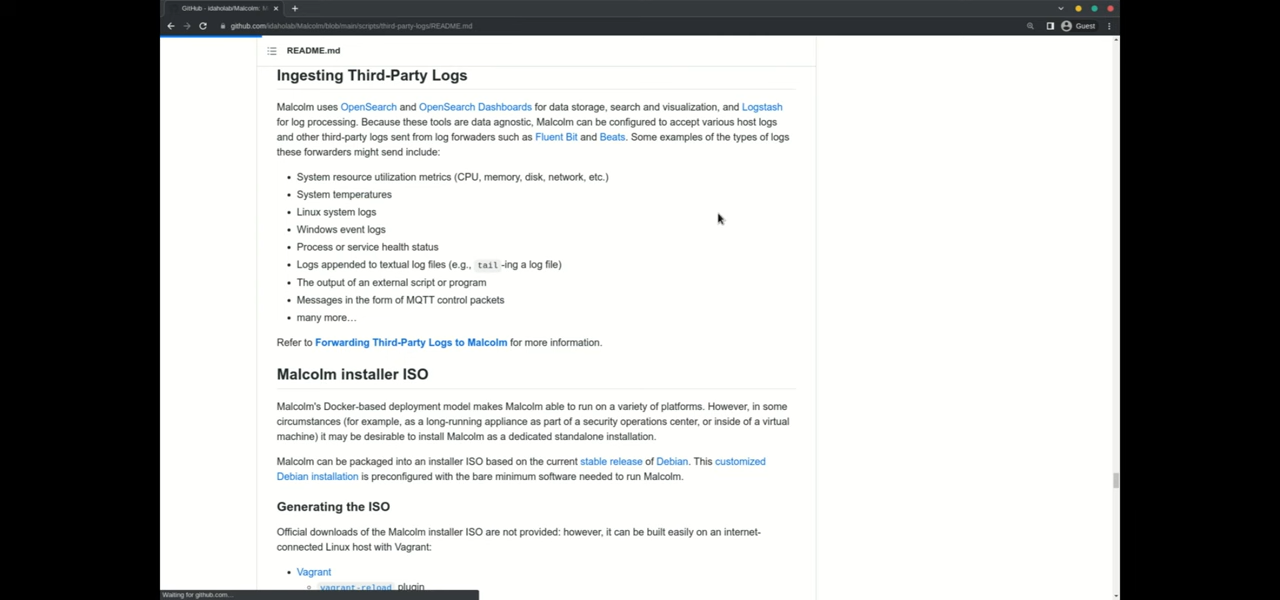 GitHub - idaholab/Malcolm: M
github.com/idaholab/Malcolm/blob/main/scripts/third-party-logs/README.md
Guest
README.md
Ingesting Third-Party Logs
Malcolm uses OpenSearch and OpenSearch Dashboards for data storage, search and visualization, and Logstash
for log processing. Because these tools are data agnostic, Malcolm can be configured to accept various host logs
and other third-party logs sent from log forwaders such as Fluent Bit and Beats. Some examples of the types of logs
these forwarders might send include:
• System resource utilization metrics (CPU, memory, disk, network, etc.)
• System temperatures
• Linux system logs
• Windows event logs
• Process or service health status
• Logs appended to textual log files (e.g., tail-ing a log file)
• The output of an external script or program
• Messages in the form of MQTT control packets
• many more…
Refer to Forwarding Third-Party Logs to Malcolm for more information.
Malcolm installer ISO
Malcolm's Docker-based deployment model makes Malcolm able to run on a variety of platforms. However, in some
circumstances (for example, as a long-running appliance as part of a security operations center, or inside of a virtual
machine) it may be desirable to install Malcolm as a dedicated standalone installation.
Malcolm can be packaged into an installer ISO based on the current stable release of Debian. This customized
Debian installation is preconfigured with the bare minimum software needed to run Malcolm.
Generating the ISO
Official downloads of the Malcolm installer ISO are not provided: however, it can be built easily on an internet-
connected Linux host with Vagrant:
• Vagrant
◦ vagrant-reload plugin
Waiting for github.com...